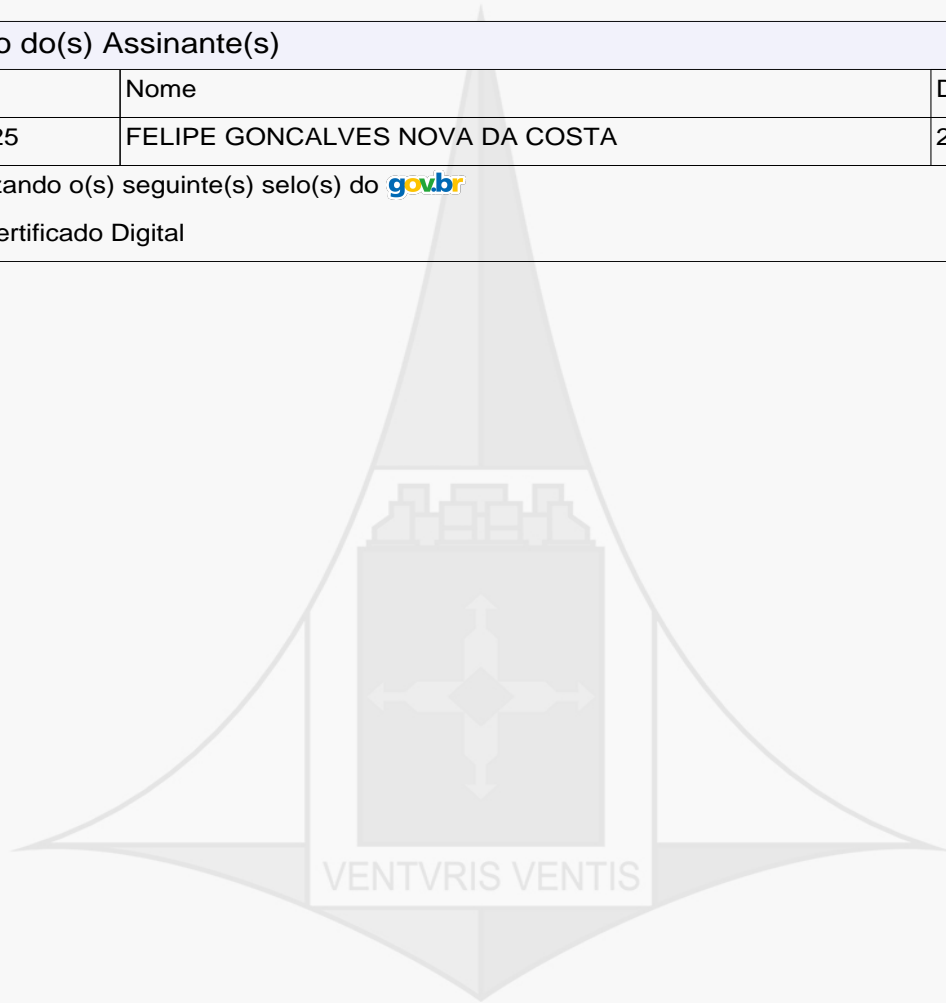 o do(s) Assinante(s)
Nome
25 FELIPE GONCALVES NOVA DA COSTA 2
zando o(s) seguinte(s) selo(s) do gov.br
ertificado Digital
VENTVRIS VENTIS